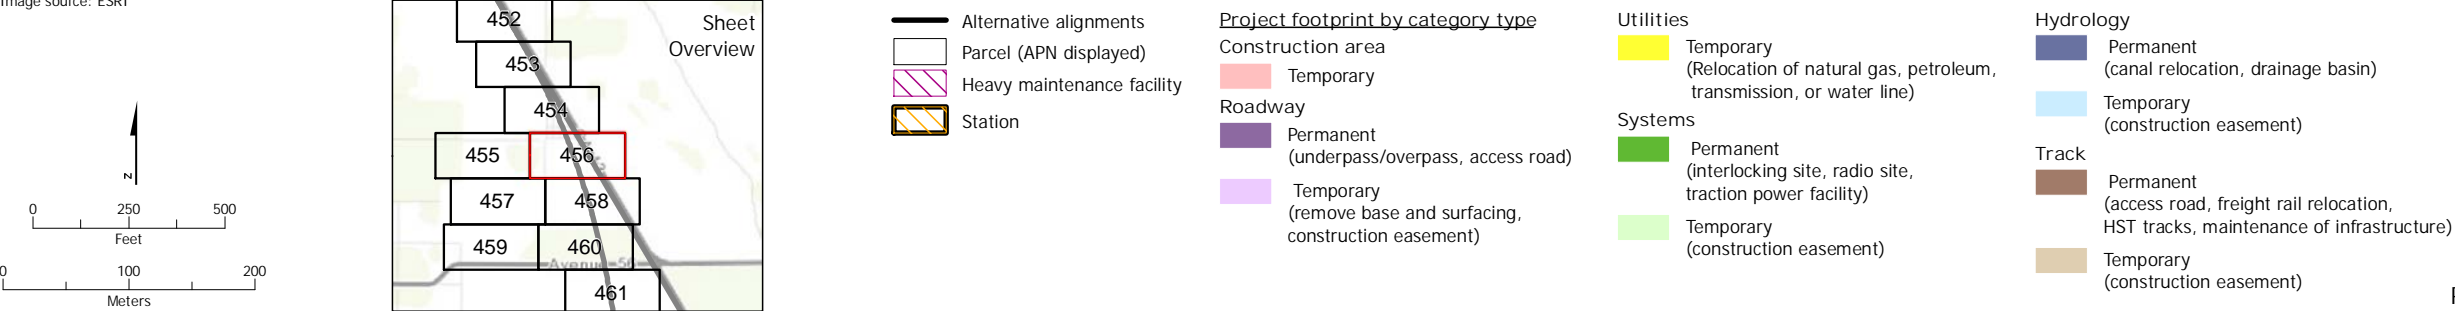 Image source: ESRI
N
0 250 500
Feet
0 100 200
Meters
Sheet
Overview
452
453
454
455 456
457 458
459 460
Avenue 56
461
Alternative alignments
Parcel (APN displayed)
Heavy maintenance facility
Station
Project footprint by category type
Construction area
Temporary
Roadway
Permanent
(underpass/overpass, access road)
Temporary
(remove base and surfacing,
construction easement)
Utilities
Temporary
(Relocation of natural gas, petroleum,
transmission, or water line)
Systems
Permanent
(interlocking site, radio site,
traction power facility)
Temporary
(construction easement)
Hydrology
Permanent
(canal relocation, drainage basin)
Temporary
(construction easement)
Track
Permanent
(access road, freight rail relocation,
HST tracks, maintenance of infrastructure)
Temporary
(construction easement)